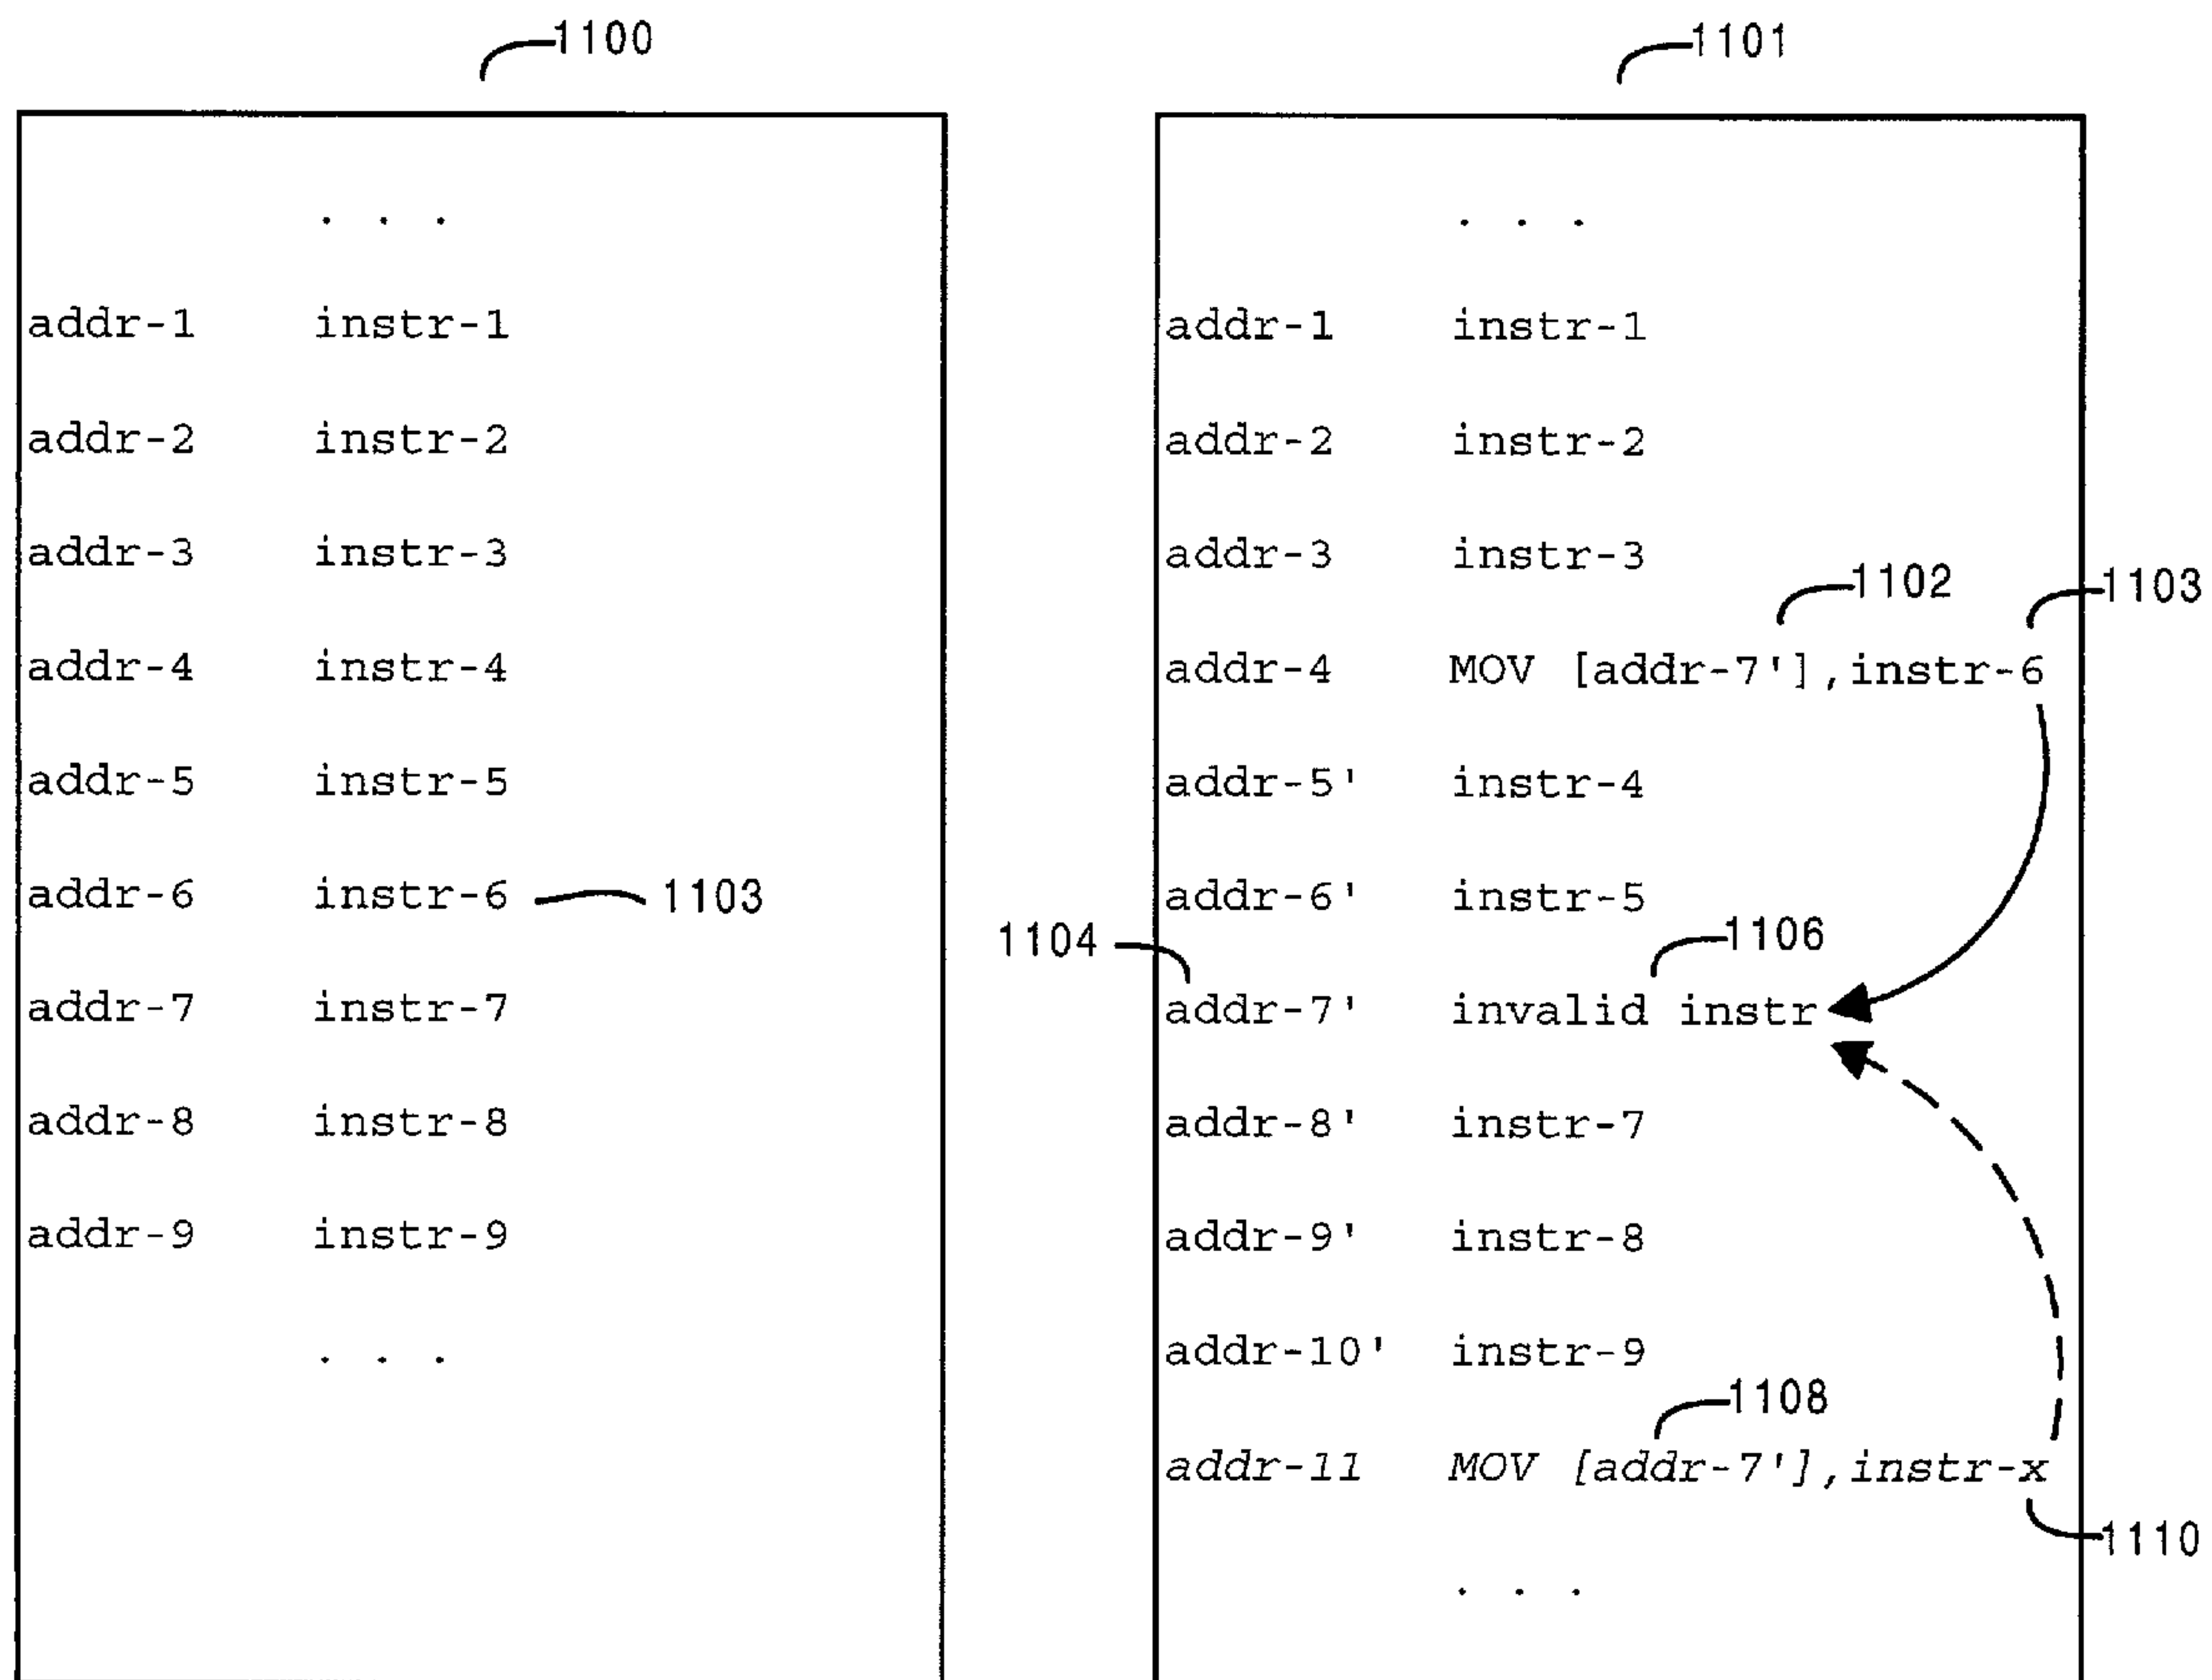 1100
. . .
addr-1 instr-1
addr-2 instr-2
addr-3 instr-3
addr-4 instr-4
addr-5 instr-5
addr-6 instr-6 1103
addr-7 instr-7
addr-8 instr-8
addr-9 instr-9
. . .
1101
. . .
addr-1 instr-1
addr-2 instr-2
addr-3 instr-3
1102 1103
addr-4 MOV [addr-7'],instr-6
addr-5' instr-4
addr-6' instr-5
1104 1106
addr-7' invalid instr
addr-8' instr-7
addr-9' instr-8
addr-10' instr-9
1108
addr-11 MOV [addr-7'],instr-x
1110
. . .